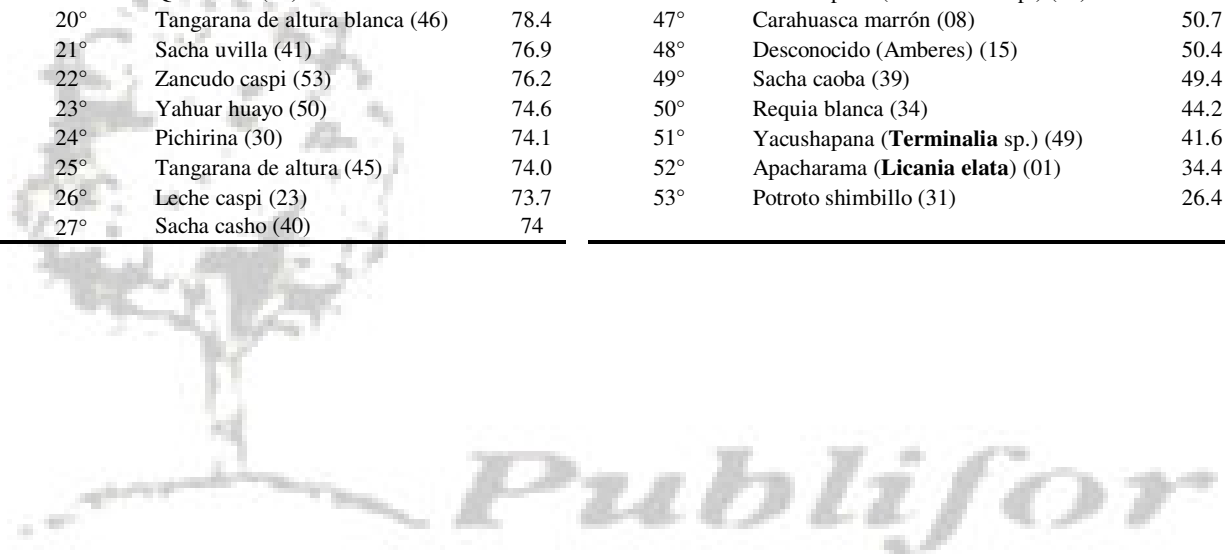 20° Tangarana de altura blanca (46) 78.4
21° Sacha uvilla (41) 76.9
22° Zancudo caspi (53) 76.2
23° Yahuar huayo (50) 74.6
24° Pichirina (30) 74.1
25° Tangarana de altura (45) 74.0
26° Leche caspi (23) 73.7
27° Sacha casho (40) 74
47° Carahuasca marrón (08) 50.7
48° Desconocido (Amberes) (15) 50.4
49° Sacha caoba (39) 49.4
50° Requia blanca (34) 44.2
51° Yacushapana (Terminalia sp.) (49) 41.6
52° Apacharama (Licania elata) (01) 34.4
53° Potroto shimbillo (31) 26.4
Publifor